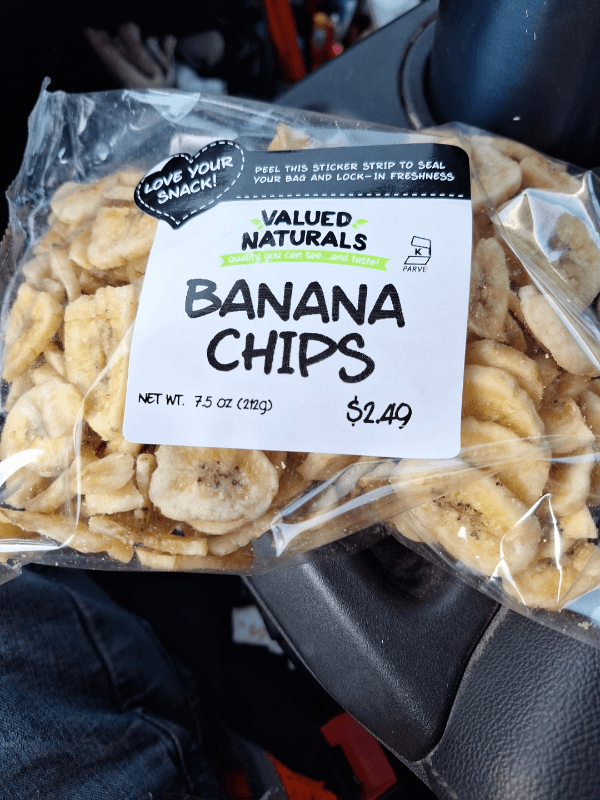 LOVE YOUR
SNACK!
PEEL THIS STICKER STRIP TO SEAL
YOUR BAG AND LOCK-IN FRESHNESS
VALUED
NATURALS
Quality you can see...and taste!
K
PARVE
BANANA
CHIPS
NET WT. 7.5 OZ (212g)
$2.49